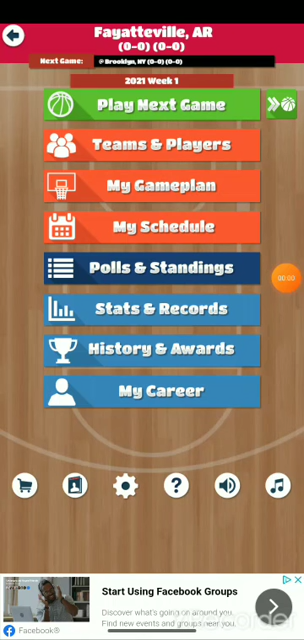 Fayatteville, AR
(0-0) (0-0)
Next Game:
@ Brooklyn, NY (0-0) (0-0)
2021 Week 1
Play Next Game
Teams & Players
My Gameplan
My Schedule
00:00
Polls & Standings
Stats & Records
History & Awards
My Career
?
Start Using Facebook Groups
Discover what's going on around you.
Find new events and groups near you.
Facebook®